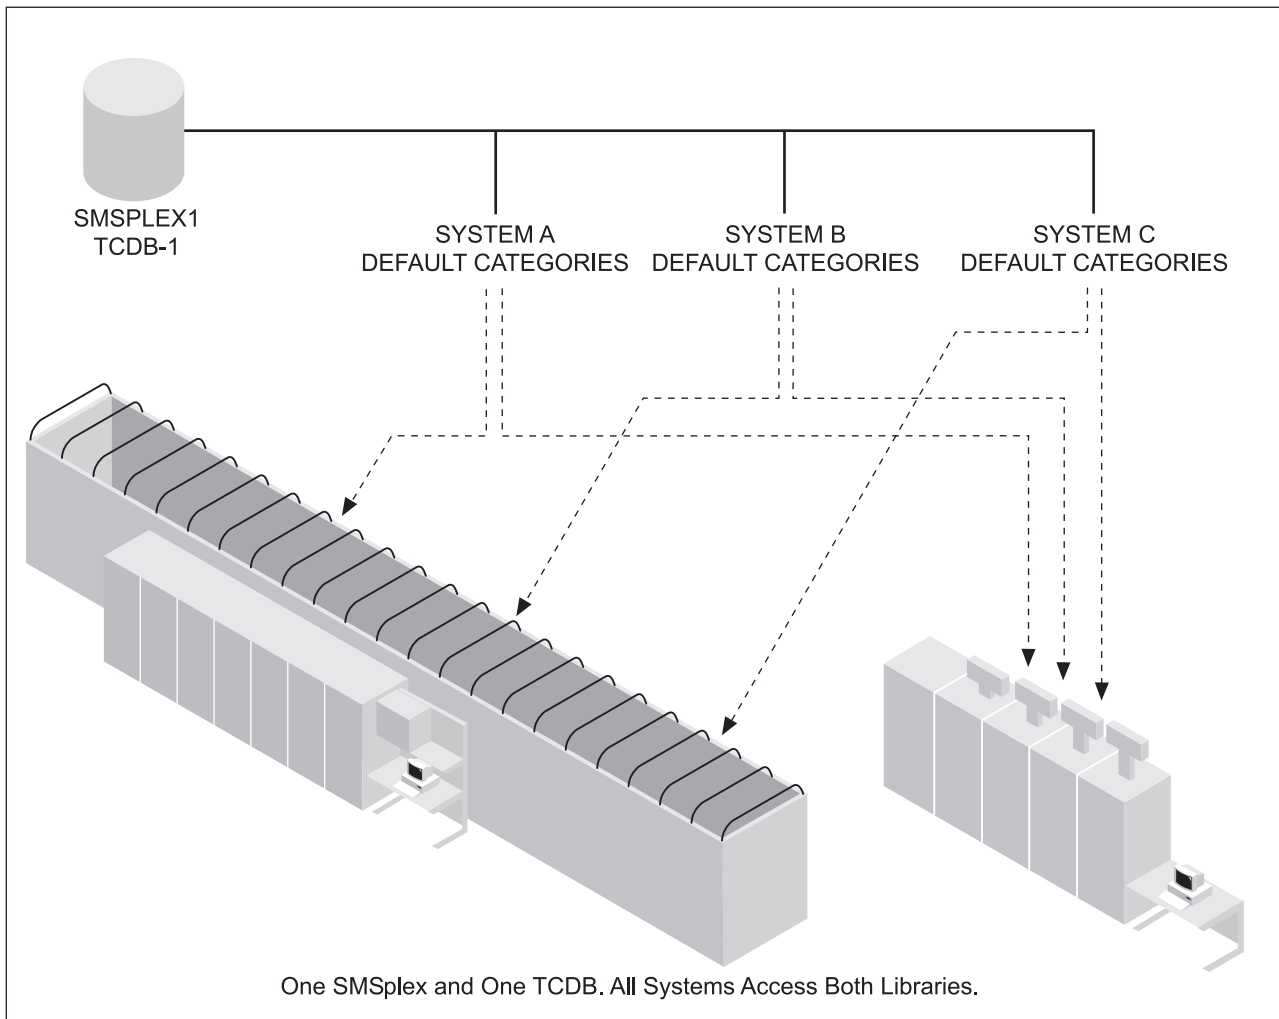 SMSPLEX1
TCDB-1
SYSTEM A
DEFAULT CATEGORIES
SYSTEM B
DEFAULT CATEGORIES
SYSTEM C
DEFAULT CATEGORIES
One SMSplex and One TCDB. All Systems Access Both Libraries.